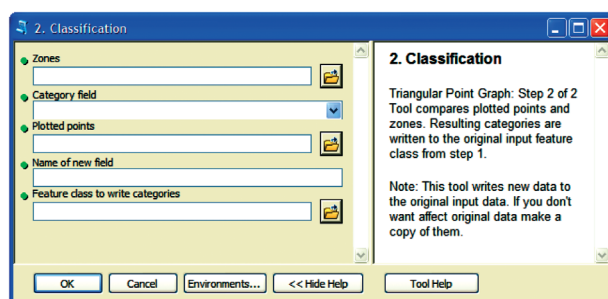 2. Classification
Zones
Category field
Plotted points
Name of new field
Feature class to write categories
2. Classification
Triangular Point Graph: Step 2 of 2
Tool compares plotted points and
zones. Resulting categories are
written to the original input feature
class from step 1.
Note: This tool writes new data to
the original input data. If you don't
want affect original data make a
copy of them.
OK
Cancel
Environments...
<< Hide Help
Tool Help